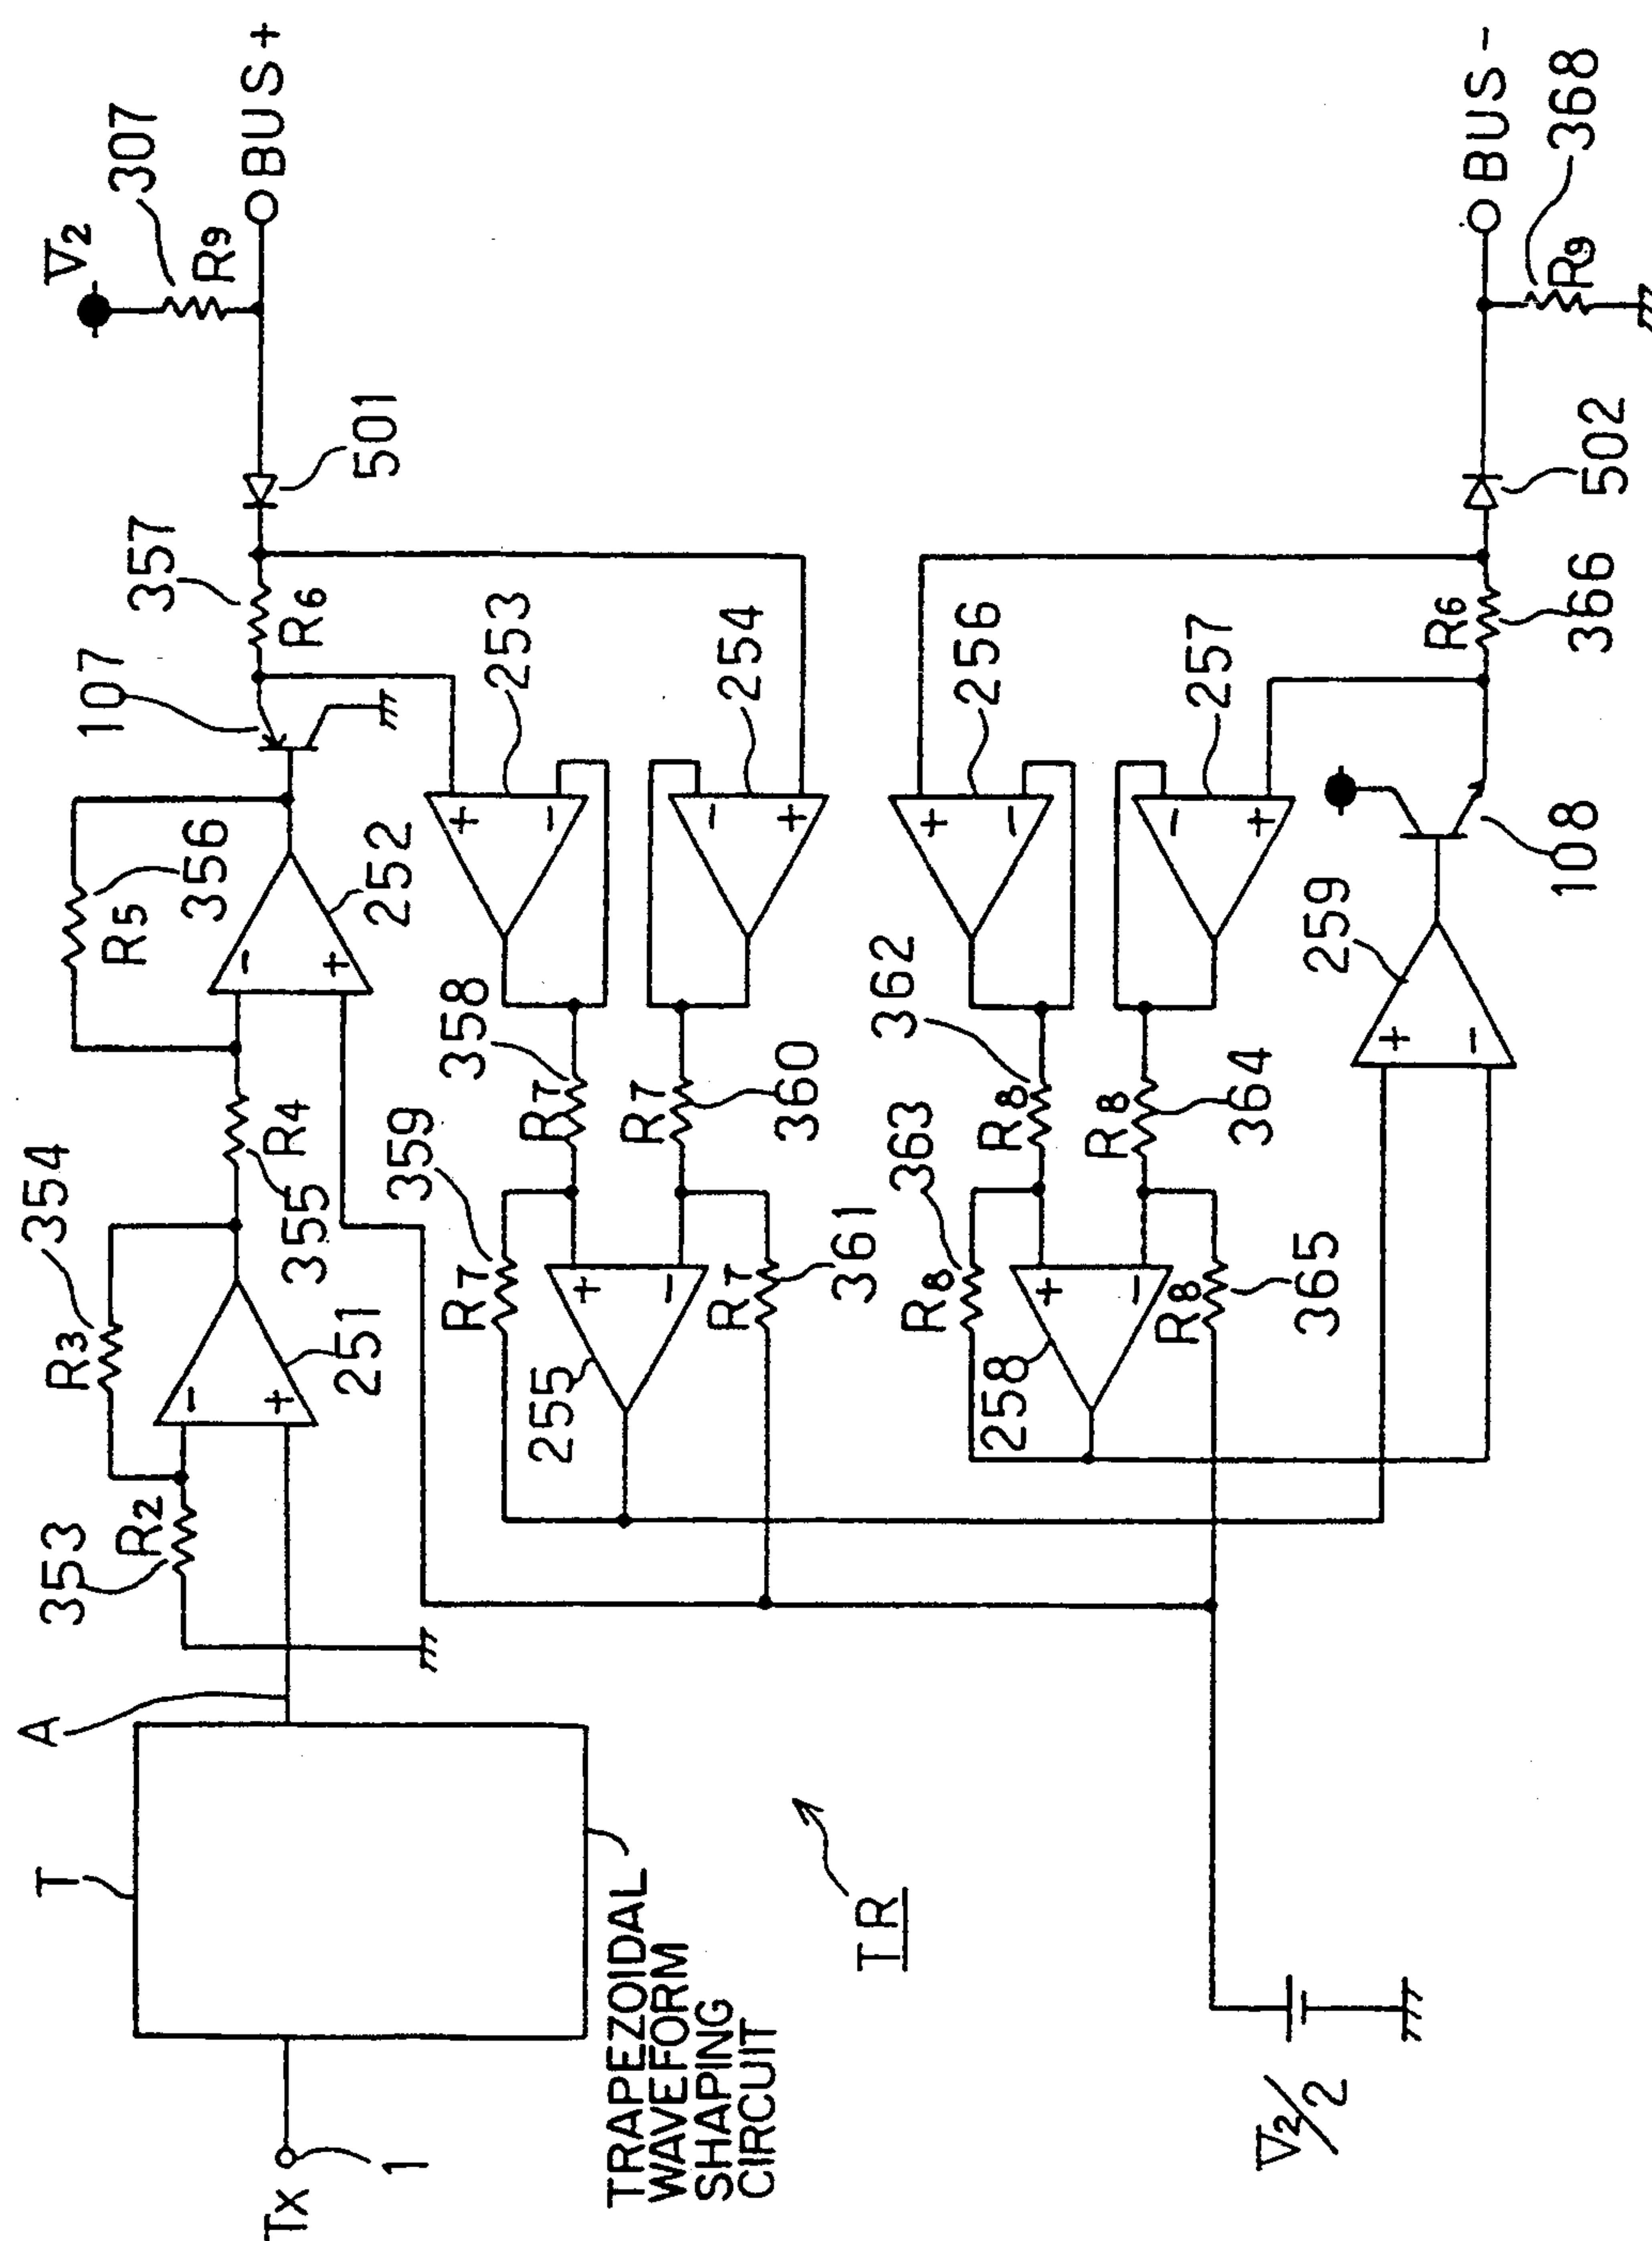 Tx
1
T
TRAPEZOIDAL
WAVEFORM
SHAPING
CIRCUIT
A
TR
353
R2
R3
354
251
−
+
355
R4
R5
356
252
−
+
107
357
R6
501
V2
307
R9
BUS+
359
R7
358
R7
253
+
−
255
+
−
R7
360
254
−
+
R7
361
363
R8
362
R8
256
+
−
258
+
−
R8
364
257
−
+
R8
365
259
+
−
108
R6
366
502
R9
368
BUS−
V2/2